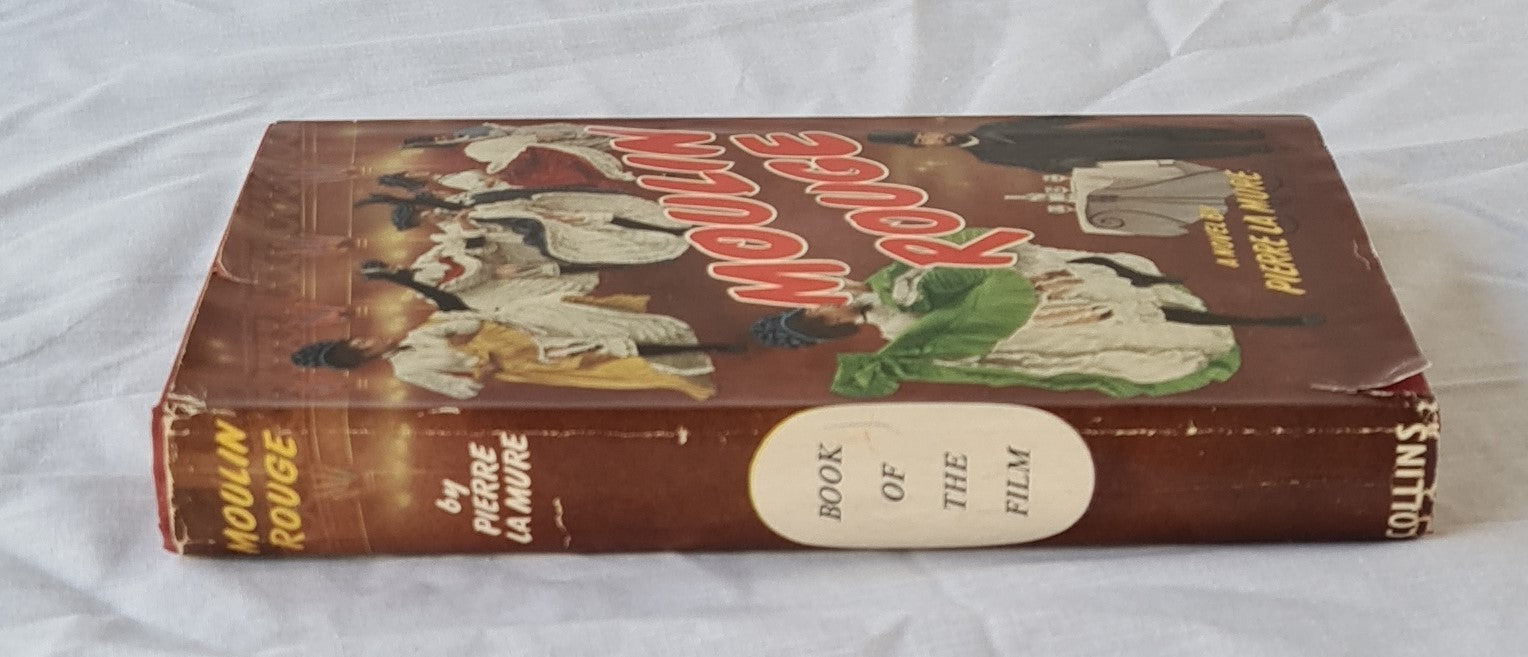 MOULIN
ROUGE
A NOVEL BY
PIERRE LA MURE
MOULIN
ROUGE
by
PIERRE
LA MURE
BOOK
OF
THE
FILM
COLLINS